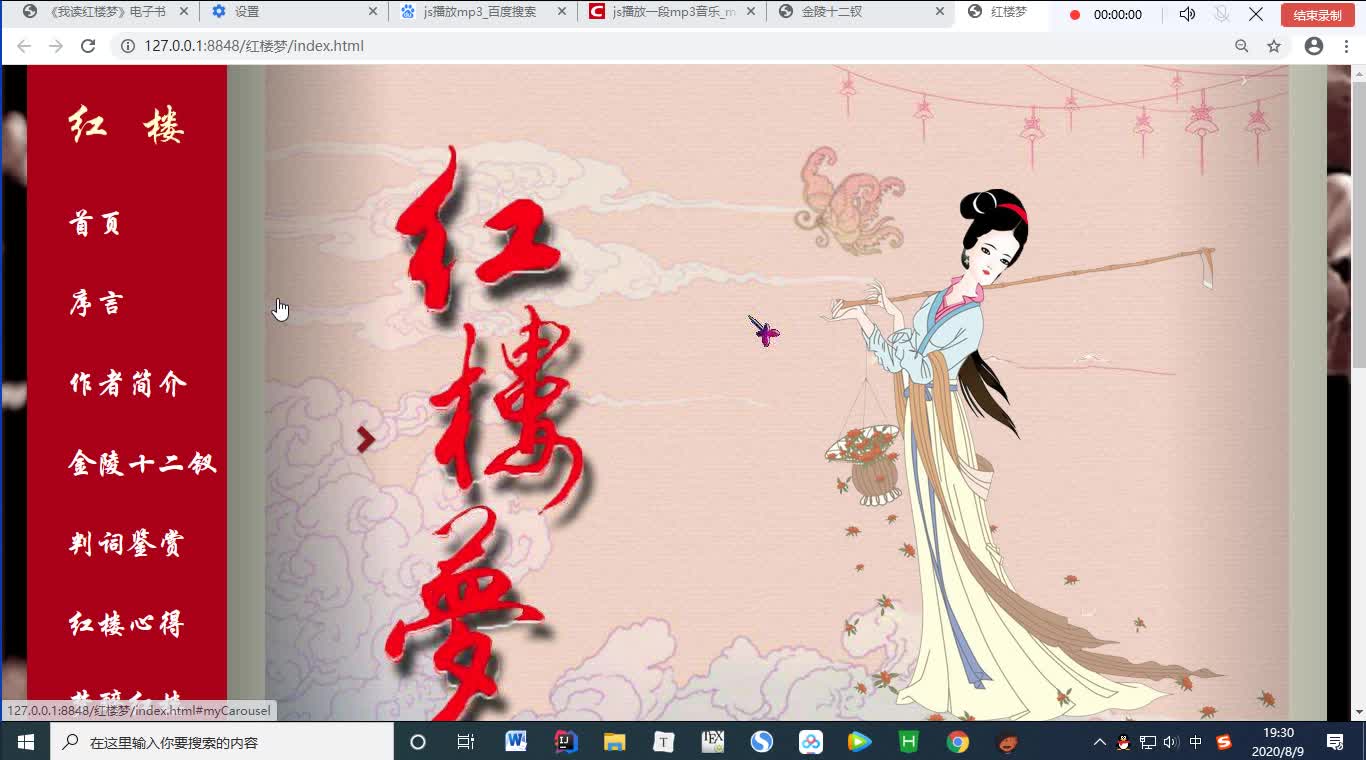 《我读红楼梦》电子书
设置
js播放mp3_百度搜索
js播放一段mp3音乐_m
金陵十二钗
红楼梦
00:00:00
结束录制
127.0.0.1:8848/红楼梦/index.html
红 楼
首页
序言
作者简介
金陵十二钗
判词鉴赏
红楼心得
红
楼
夢
127.0.0.1:8848/红楼梦/index.html#myCarousel
在这里输入你要搜索的内容
中
19:30
2020/8/9